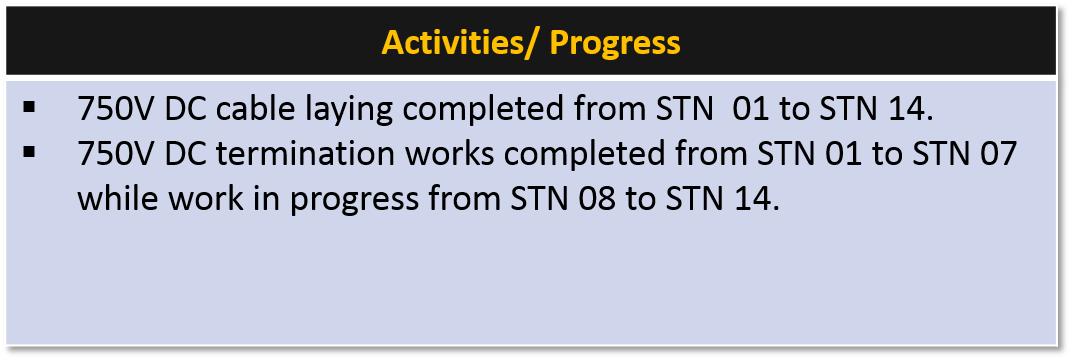 Activities/ Progress
▪ 750V DC cable laying completed from STN  01 to STN 14.
▪ 750V DC termination works completed from STN 01 to STN 07
while work in progress from STN 08 to STN 14.